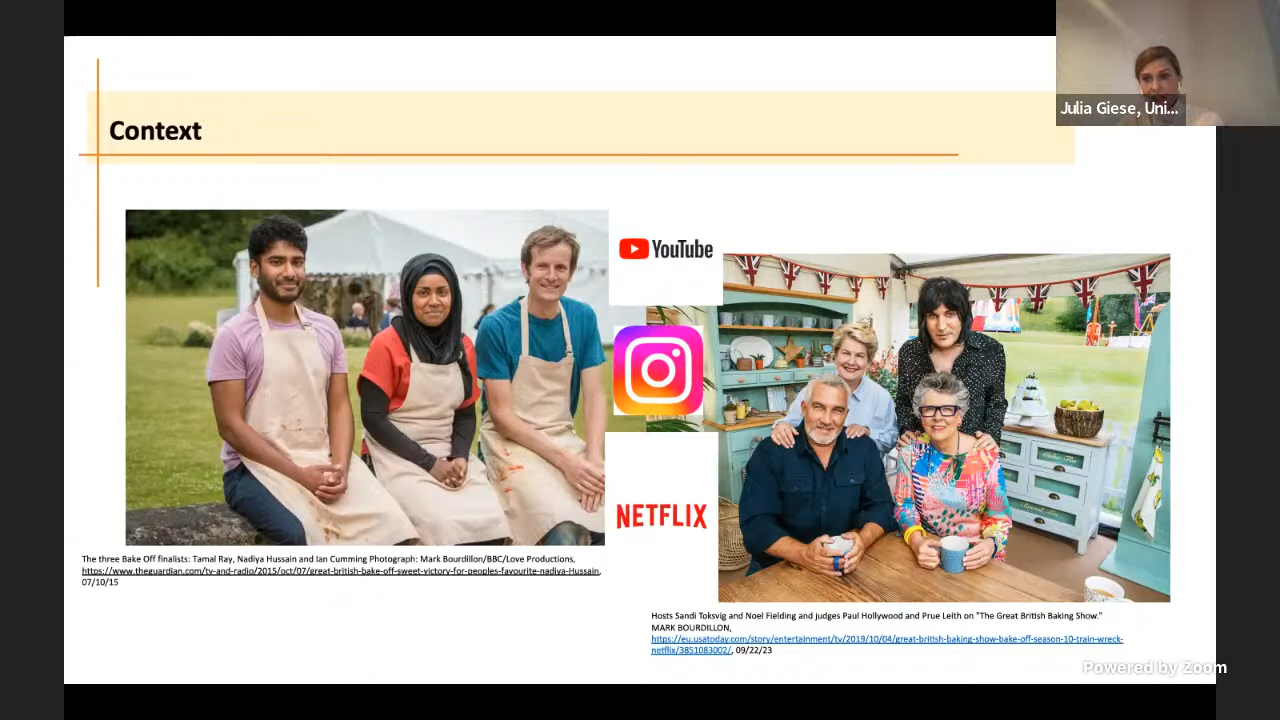 Julia Giese, Uni...
Context
YouTube
NETFLIX
The three Bake Off finalists: Tamal Ray, Nadiya Hussain and Ian Cumming Photograph: Mark Bourdillon/BBC/Love Productions,
https://www.theguardian.com/tv-and-radio/2015/oct/07/great-british-bake-off-sweet-victory-for-peoples-favourite-nadiya-Hussain,
07/10/15
Hosts Sandi Toksvig and Noel Fielding and judges Paul Hollywood and Prue Leith on "The Great British Baking Show."
MARK BOURDILLON,
https://eu.usatoday.com/story/entertainment/tv/2019/10/04/great-british-baking-show-bake-off-season-10-train-wreck-
netflix/3851083002/, 09/22/23
Powered by Zoom